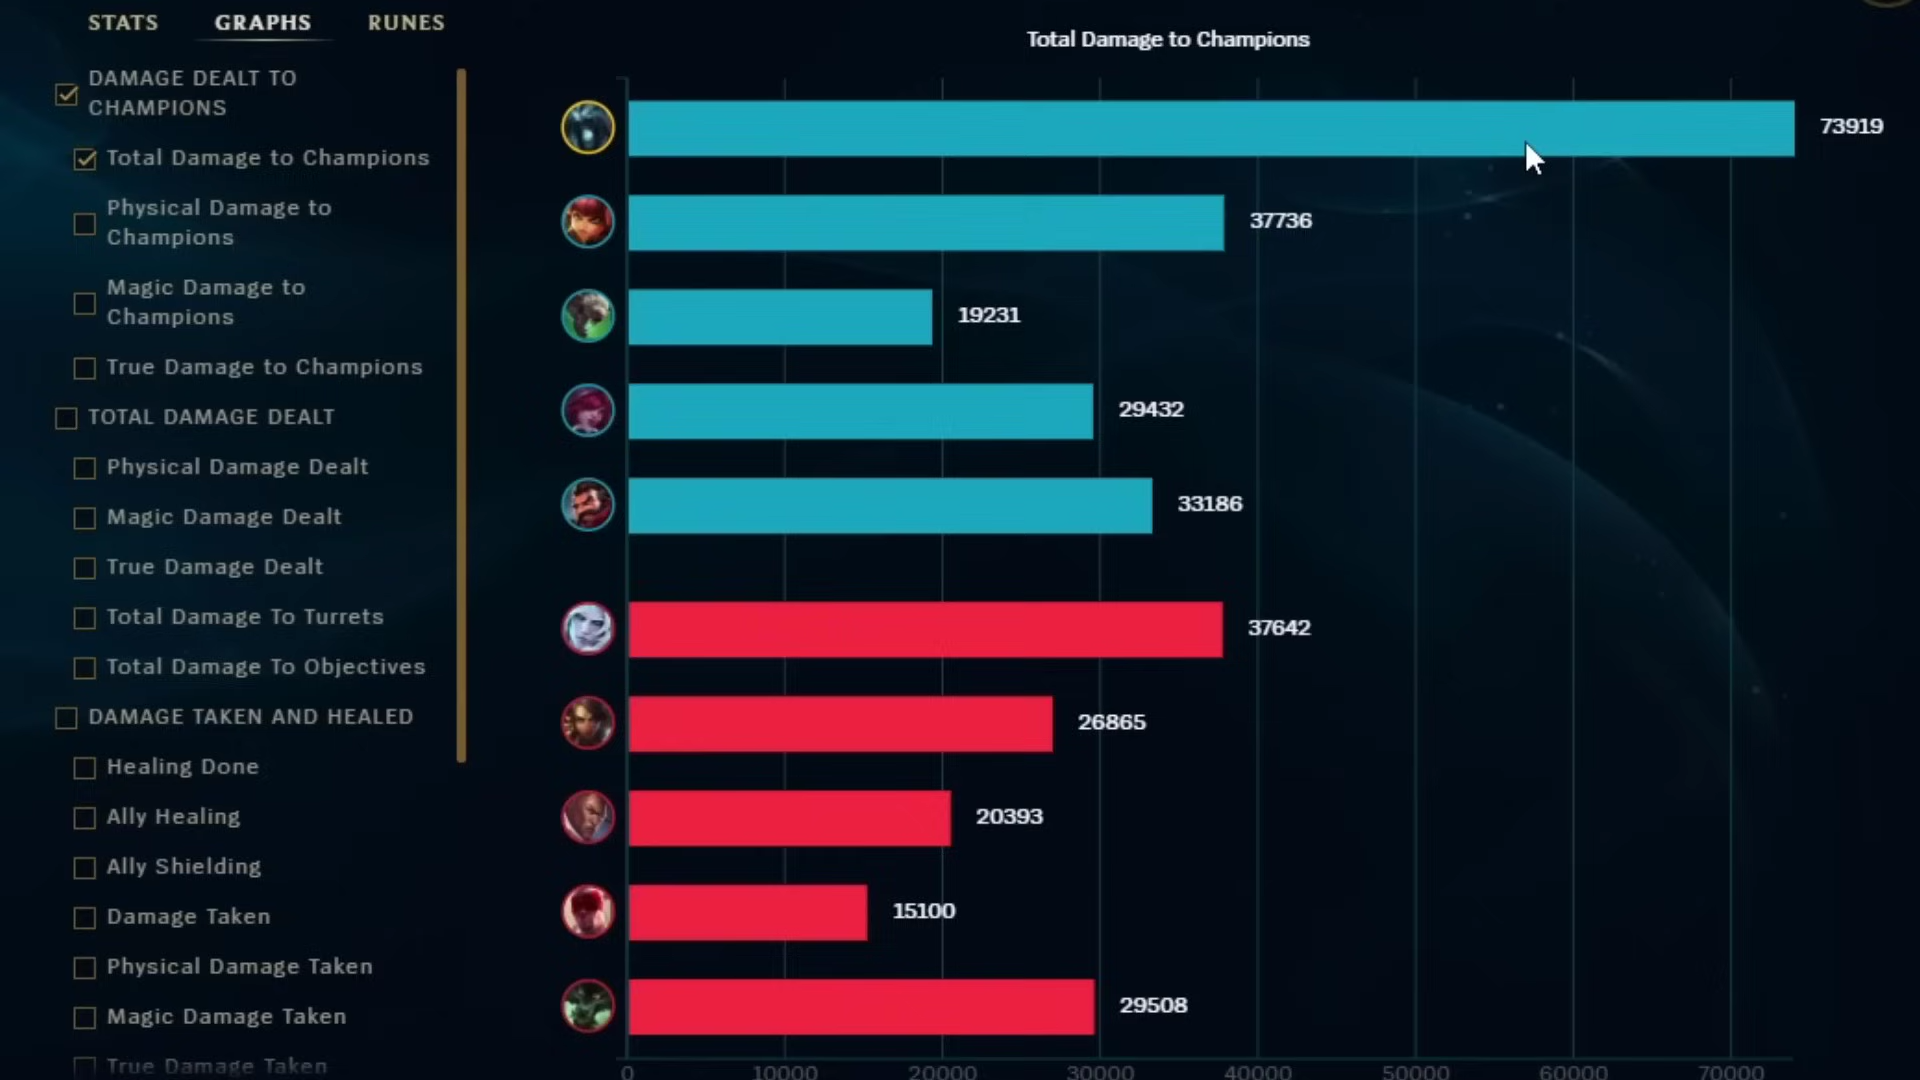 STATS GRAPHS RUNES
DAMAGE DEALT TO
CHAMPIONS
Total Damage to Champions
Physical Damage to
Champions
Magic Damage to
Champions
True Damage to Champions
TOTAL DAMAGE DEALT
Physical Damage Dealt
Magic Damage Dealt
True Damage Dealt
Total Damage To Turrets
Total Damage To Objectives
DAMAGE TAKEN AND HEALED
Healing Done
Ally Healing
Ally Shielding
Damage Taken
Physical Damage Taken
Magic Damage Taken
True Damage Taken
Total Damage to Champions
73919
37736
19231
29432
33186
37642
26865
20393
15100
29508
0 10000 20000 30000 40000 50000 60000 70000